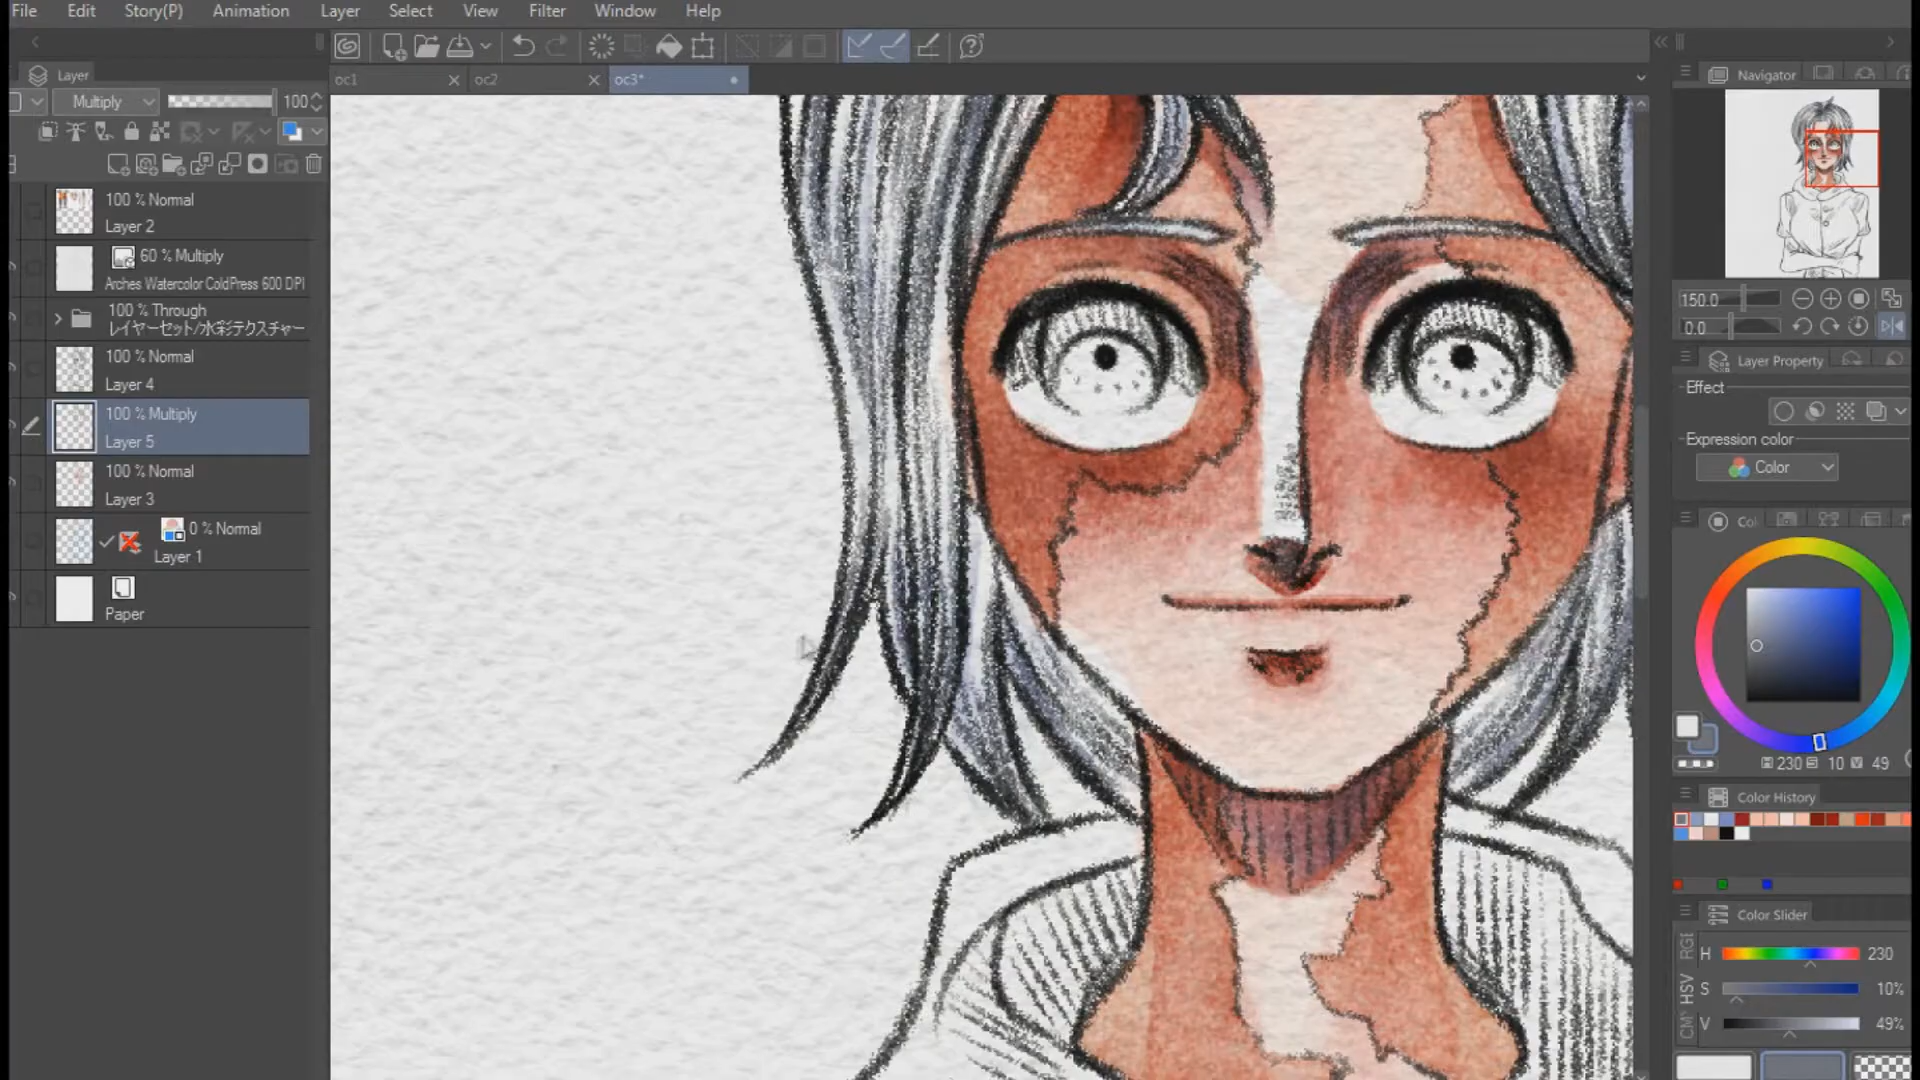 File Edit Story(P) Animation Layer Select View Filter Window Help
Layer
oc1
oc2
oc3*
Multiply
100
100 % Normal
Layer 2
60 % Multiply
Arches Watercolor ColdPress 600 DPI
100 % Through
レイヤーセット/水彩テクスチャー
100 % Normal
Layer 4
100 % Multiply
Layer 5
100 % Normal
Layer 3
0 % Normal
Layer 1
Paper
Navigator
150.0
0.0
Layer Property
Effect
Expression color
Color
Co
H 230 S 10 V 49
Color History
Color Slider
RGB
HSV
CM
H 230
S 10%
V 49%